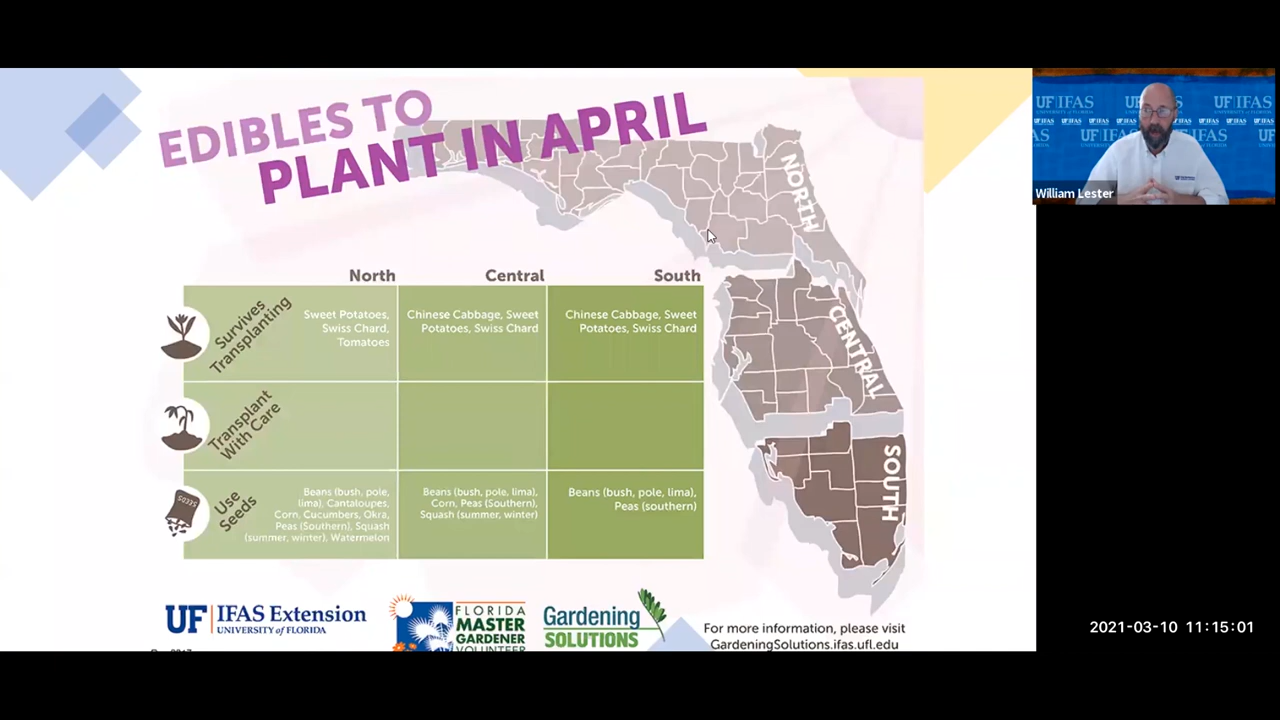 EDIBLES TO
PLANT IN APRIL
NORTH
CENTRAL
SOUTH
North
Central
South
Survives
Transplanting
Sweet Potatoes,
Swiss Chard,
Tomatoes
Chinese Cabbage, Sweet
Potatoes, Swiss Chard
Chinese Cabbage, Sweet
Potatoes, Swiss Chard
Transplant
With Care
SEEDS
Use
Seeds
Beans (bush, pole,
lima), Cantaloupes,
Corn, Cucumbers, Okra,
Peas (Southern), Squash
(summer, winter), Watermelon
Beans (bush, pole, lima),
Corn, Peas (Southern),
Squash (summer, winter)
Beans (bush, pole, lima),
Peas (southern)
UF IFAS Extension
UNIVERSITY of FLORIDA
FLORIDA
MASTER
GARDENER
VOLUNTEER
Gardening
SOLUTIONS
For more information, please visit
GardeningSolutions.ifas.ufl.edu
UF IFAS
William Lester
2021-03-10 11:15:01